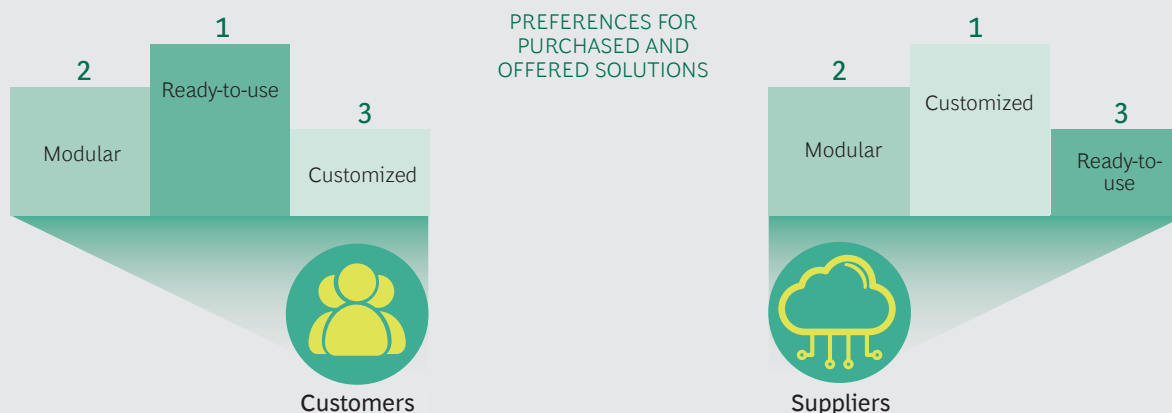 PREFERENCES FOR
PURCHASED AND
OFFERED SOLUTIONS
1
2
Ready-to-use
3
Modular
Customized
Customers
1
2
Customized
3
Modular
Ready-to-
use
Suppliers